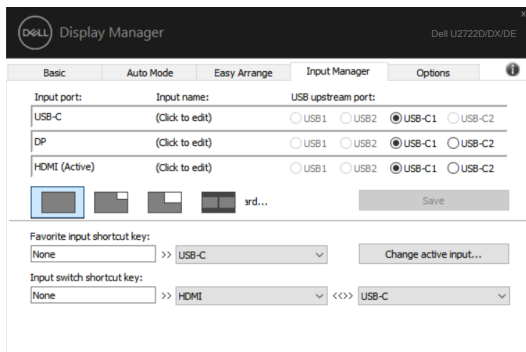 DELL Display Manager Dell U2722D/DX/DE x
Basic Auto Mode Easy Arrange Input Manager Options i
Input port: Input name: USB upstream port:
USB-C (Click to edit) USB1 USB2 USB-C1 USB-C2
DP (Click to edit) USB1 USB2 USB-C1 USB-C2
HDMI (Active) (Click to edit) USB1 USB2 USB-C1 USB-C2
ard... Save
Favorite input shortcut key:
None >> USB-C Change active input...
Input switch shortcut key:
None >> HDMI <<>> USB-C